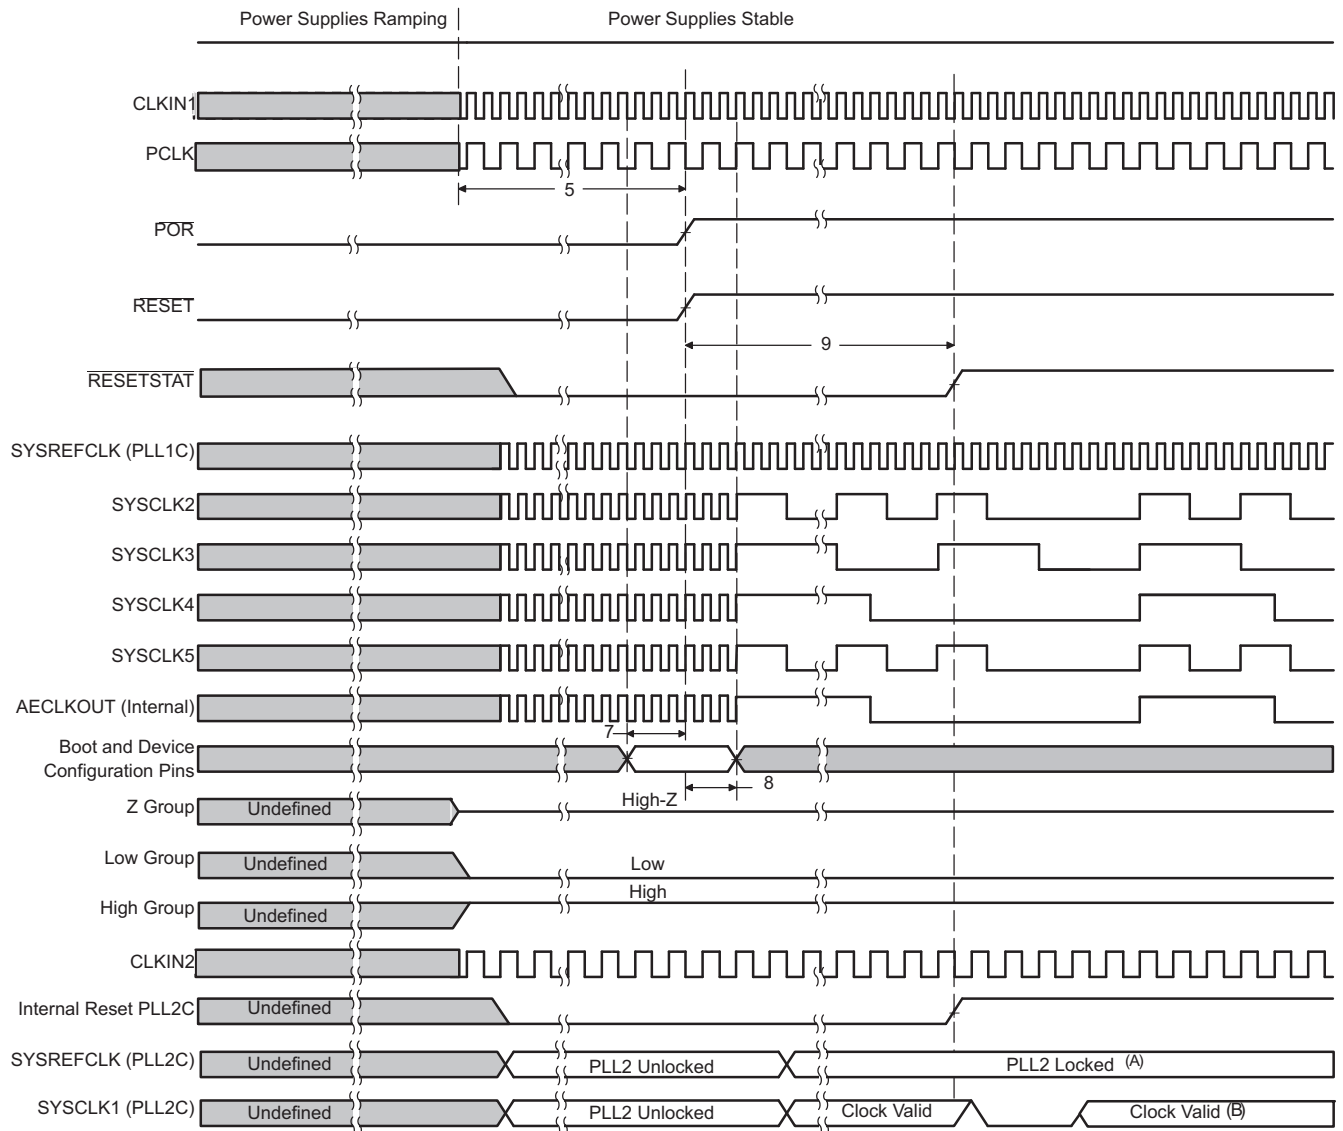 Power Supplies Ramping
Power Supplies Stable
CLKIN1
PCLK
5
POR
RESET
9
RESETSTAT
SYSREFCLK (PLL1C)
SYSCLK2
SYSCLK3
SYSCLK4
SYSCLK5
AECLKOUT (Internal)
7
Boot and Device
Configuration Pins
8
Z Group
Undefined
High-Z
Low Group
Undefined
Low
High Group
Undefined
High
CLKIN2
Internal Reset PLL2C
Undefined
SYSREFCLK (PLL2C)
Undefined
PLL2 Unlocked
PLL2 Locked (A)
SYSCLK1 (PLL2C)
Undefined
PLL2 Unlocked
Clock Valid
Clock Valid (B)